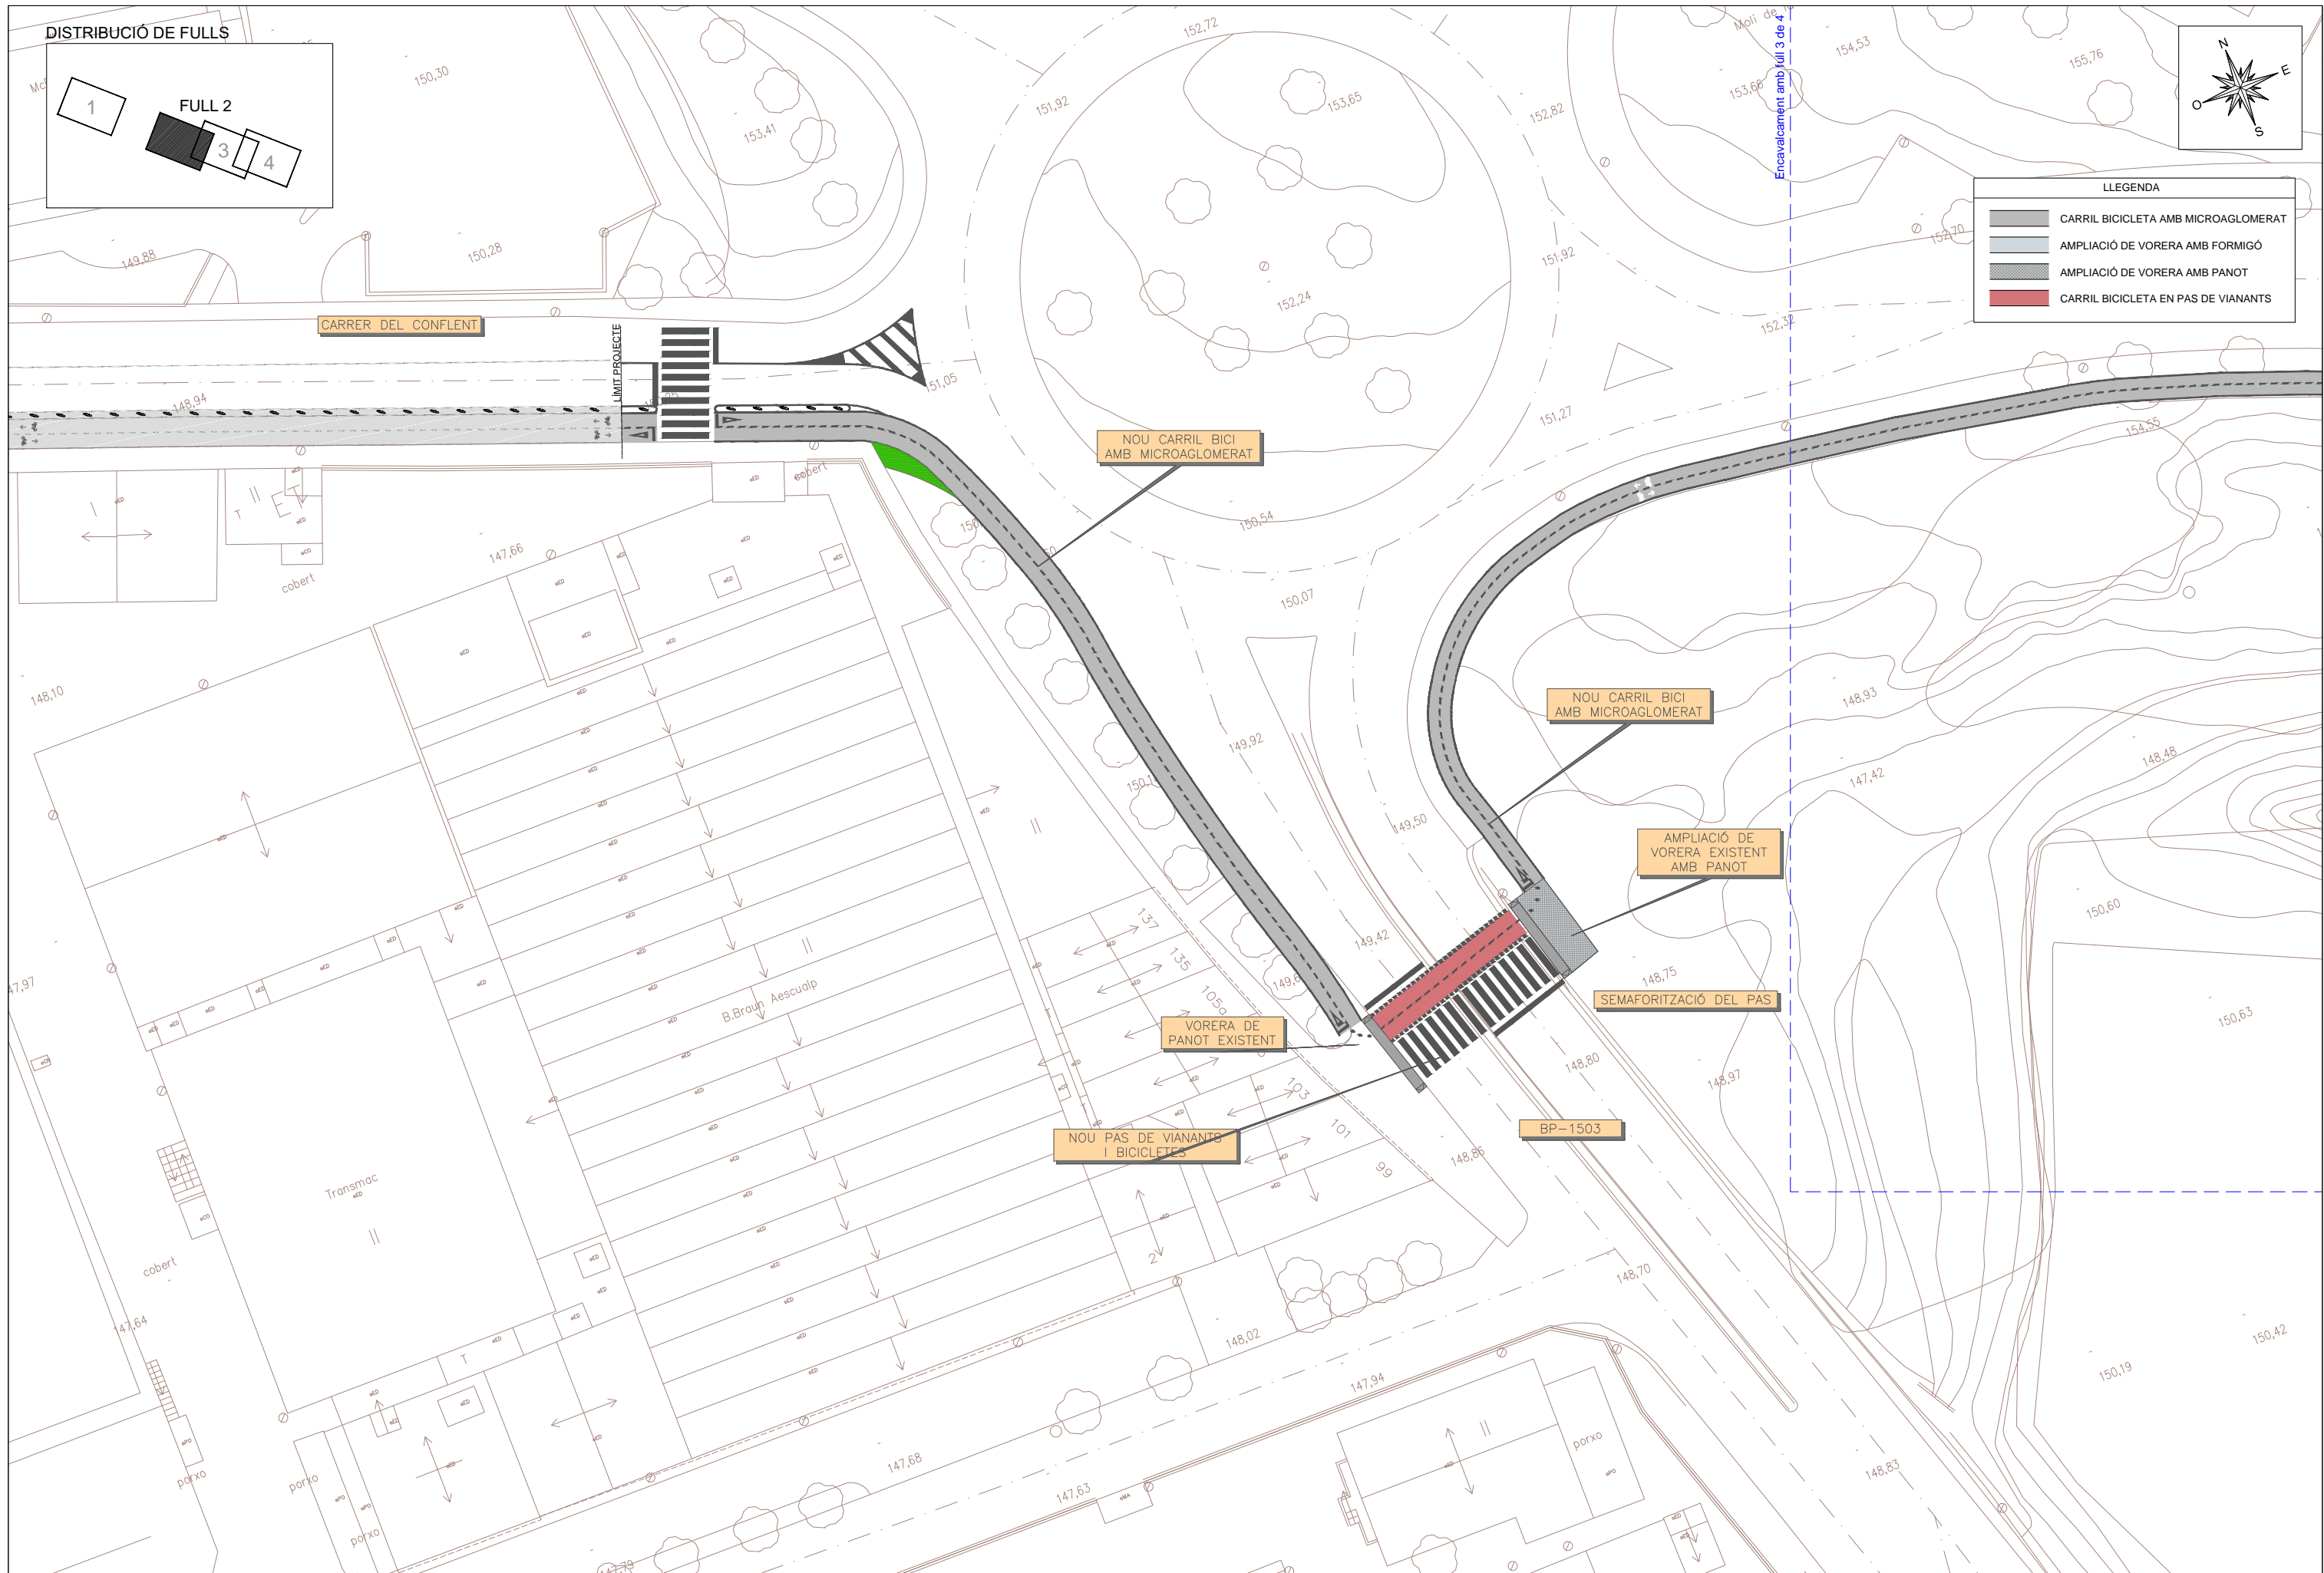 DISTRIBUCIÓ DE FULLS
1
FULL 2
3
4
N
E
S
O
LLEGENDA
CARRIL BICICLETA AMB MICROAGLOMERAT
AMPLIACIÓ DE VORERA AMB FORMIGÓ
AMPLIACIÓ DE VORERA AMB PANOT
CARRIL BICICLETA EN PAS DE VIANANTS
Encavalcament amb full 3 de 4
152,72
150,30
154,53
155,76
153,41
151,92
153,65
152,82
153,68
149,88
150,28
152,24
151,92
152,70
152,32
CARRER DEL CONFLENT
LÍMIT PROJECTE
151,05
148,94
151,27
154,55
NOU CARRIL BICI
AMB MICROAGLOMERAT
cobert
150,54
147,66
cobert
150,07
148,10
149,92
NOU CARRIL BICI
AMB MICROAGLOMERAT
148,93
148,48
147,42
149,50
AMPLIACIÓ DE
VORERA EXISTENT
AMB PANOT
150,60
137
135
105a
149,42
148,75
SEMAFORITZACIÓ DEL PAS
150,63
B.Braun Aescualp
VORERA DE
PANOT EXISTENT
148,80
148,97
103
101
99
NOU PAS DE VIANANTS
I BICICLETES
BP-1503
148,86
Transmac
cobert
2
148,70
147,64
148,02
150,42
150,19
147,94
T
porxo
porxo
porxo
147,68
147,63
porxo
148,83